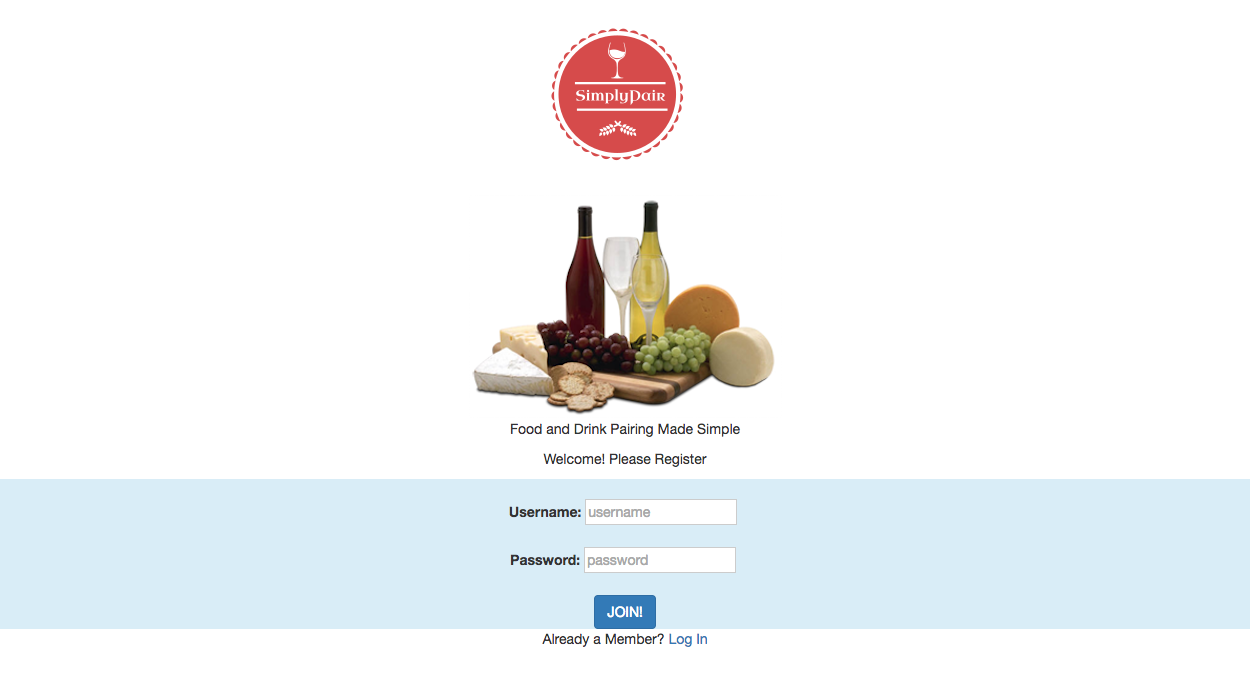 SimplyPair
Food and Drink Pairing Made Simple
Welcome! Please Register
Username: username
Password: password
JOIN!
Already a Member? Log In